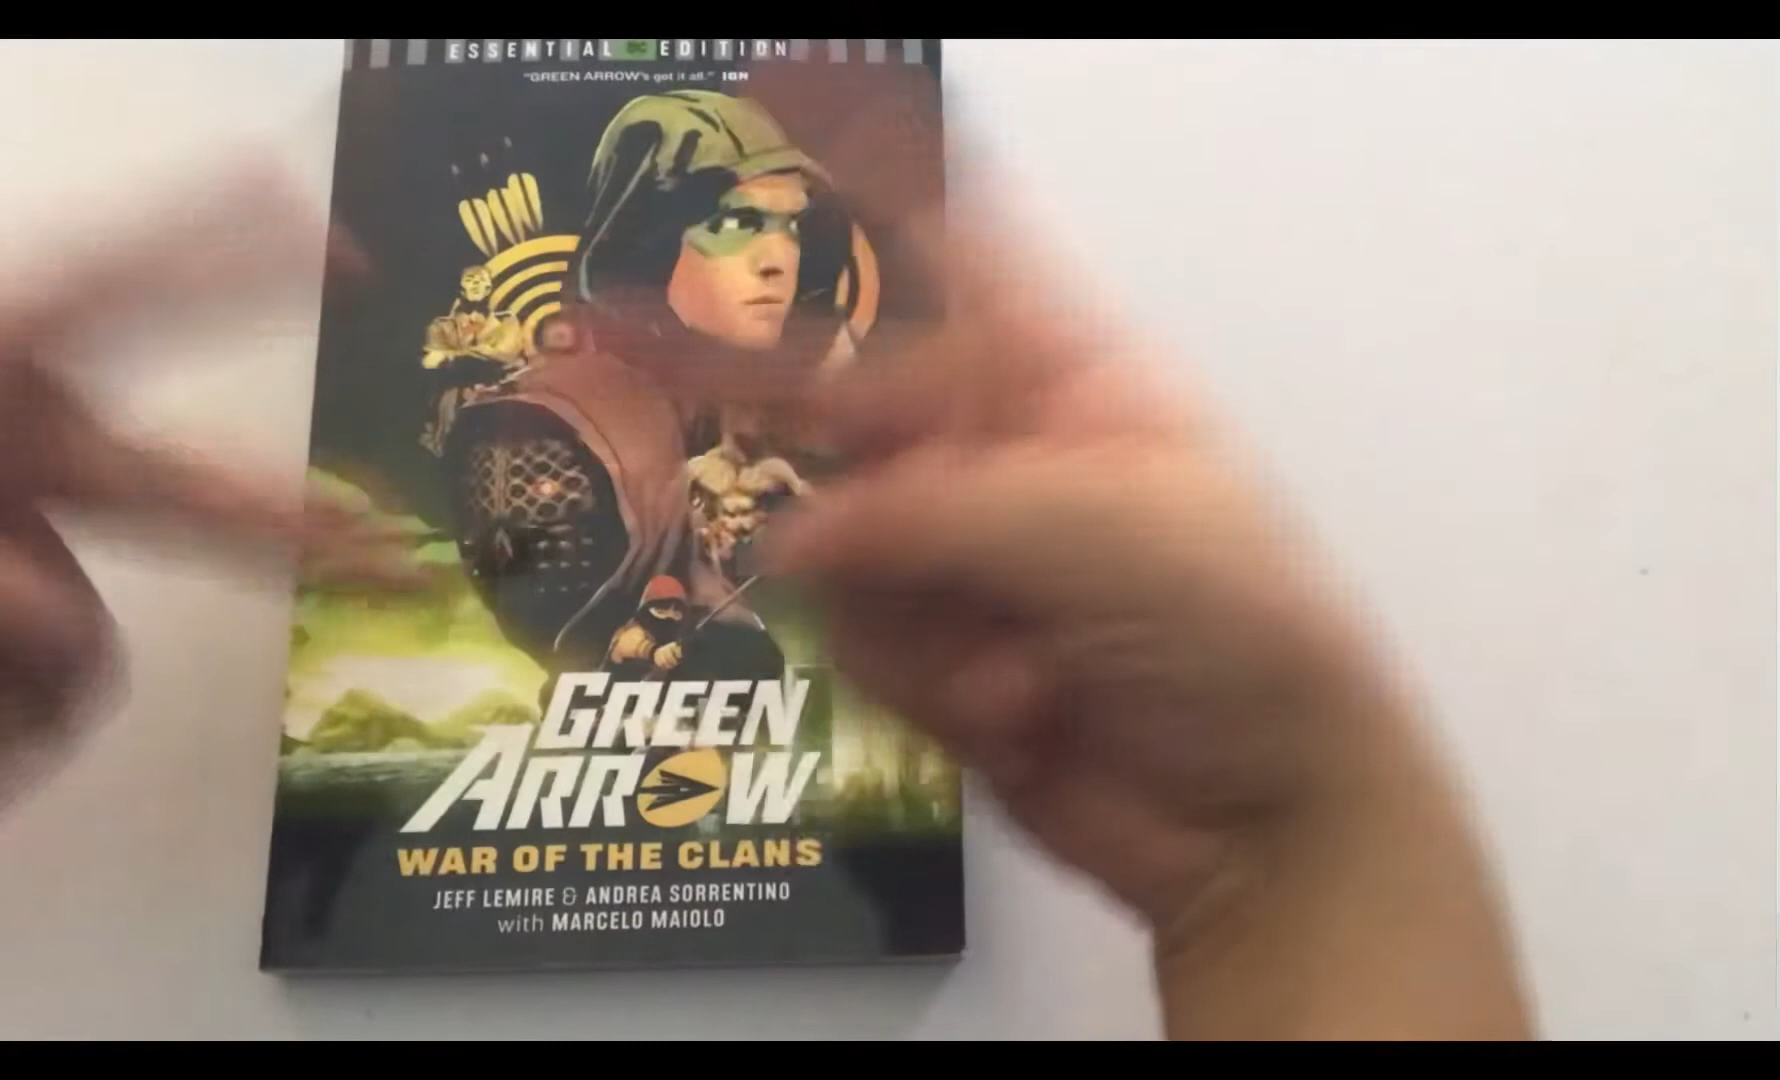 ESSENTIAL DC EDITION
"GREEN ARROW's got it all." IGN
GREEN
ARROW
WAR OF THE CLANS
JEFF LEMIRE & ANDREA SORRENTINO
with MARCELO MAIOLO